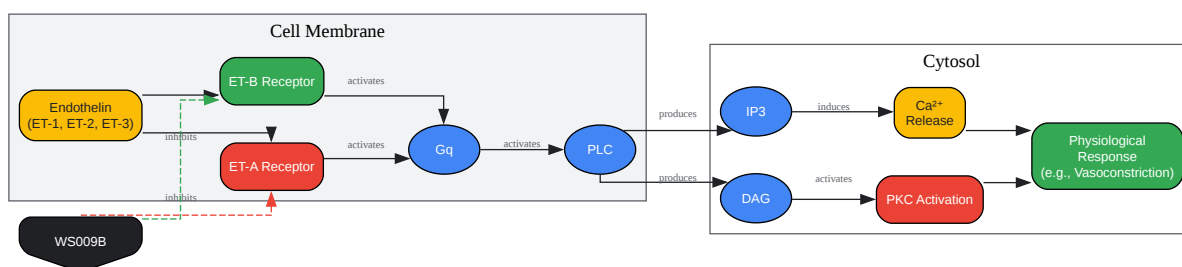 Cell Membrane
Endothelin
(ET-1, ET-2, ET-3)
inhibits
inhibits
WS009B
ET-B Receptor
ET-A Receptor
activates
activates
Gq
activates
PLC
produces
produces
Cytosol
IP3
DAG
induces
activates
Ca²⁺
Release
PKC Activation
Physiological
Response
(e.g., Vasoconstriction)